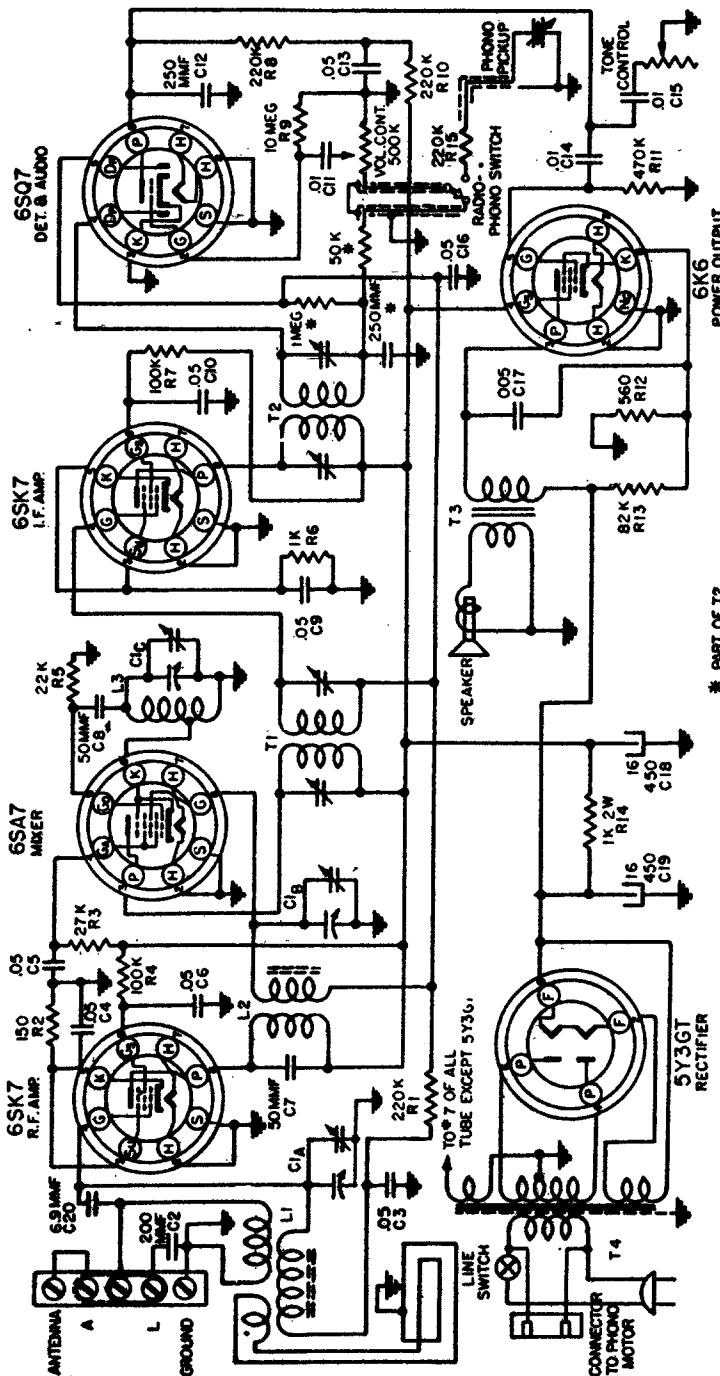 ANTENNA
A
L
GROUND
6.9 MMF
C20
200
MMF
C2
L1
C1A
.05
C3
220K
R1
6SK7
R.F. AMP.
150
R2
.05
C5
.05
C4
27K
R3
100K
R4
.05
C6
50MMF
C7
L2
C1B
G
K
P
H
H
S
6SA7
MIXER
22K
R5
50MMF
C8
L3
C1C
P
K
H
H
S
G
T1
6SK7
I.F. AMP.
100K
R7
.05
C10
1K
R6
.05
C9
G
K
H
H
S
P
T2
1 MEG
*
250MMF
*
50K
*
6SQ7
DET. & AUDIO
K
G
S
H
H
P
250
MMF
C12
220K
R8
.05
C13
10 MEG
R9
.01
C11
VOL.CONT.
500K
220K
R10
220K
R15
RADIO-
PHONO SWITCH
PHONO
PICKUP
.05
C16
.01
C14
470K
R11
TONE
CONTROL
.01
C15
6K6
POWER OUTPUT
P
G
H
H
K
560
R12
82K
R13
.005
C17
T3
SPEAKER
* PART OF T2
16
450
C18
1K 2W
R14
16
450
C19
5Y3GT
RECTIFIER
P
P
F
F
TO #7 OF ALL
TUBE EXCEPT 5Y3G
T4
LINE
SWITCH
CONNECTOR
TO PHONO
MOTOR